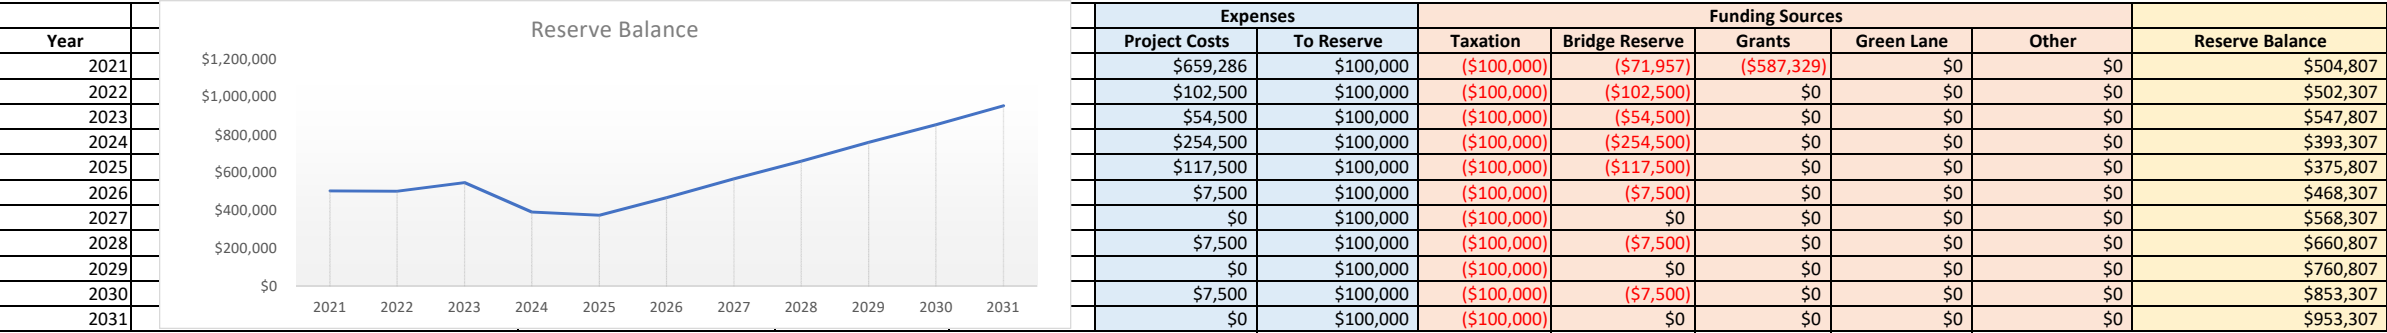 Expenses Funding Sources
Year Project Costs To Reserve Taxation Bridge Reserve Grants Green Lane Other Reserve Balance
2021 $659,286 $100,000 ($100,000) ($71,957) ($587,329) $0 $0 $504,807
2022 $102,500 $100,000 ($100,000) ($102,500) $0 $0 $0 $502,307
2023 $54,500 $100,000 ($100,000) ($54,500) $0 $0 $0 $547,807
2024 $254,500 $100,000 ($100,000) ($254,500) $0 $0 $0 $393,307
2025 $117,500 $100,000 ($100,000) ($117,500) $0 $0 $0 $375,807
2026 $7,500 $100,000 ($100,000) ($7,500) $0 $0 $0 $468,307
2027 $0 $100,000 ($100,000) $0 $0 $0 $0 $568,307
2028 $7,500 $100,000 ($100,000) ($7,500) $0 $0 $0 $660,807
2029 $0 $100,000 ($100,000) $0 $0 $0 $0 $760,807
2030 $7,500 $100,000 ($100,000) ($7,500) $0 $0 $0 $853,307
2031 $0 $100,000 ($100,000) $0 $0 $0 $0 $953,307
Reserve Balance
$1,200,000
$1,000,000
$800,000
$600,000
$400,000
$200,000
$0
2021 2022 2023 2024 2025 2026 2027 2028 2029 2030 2031